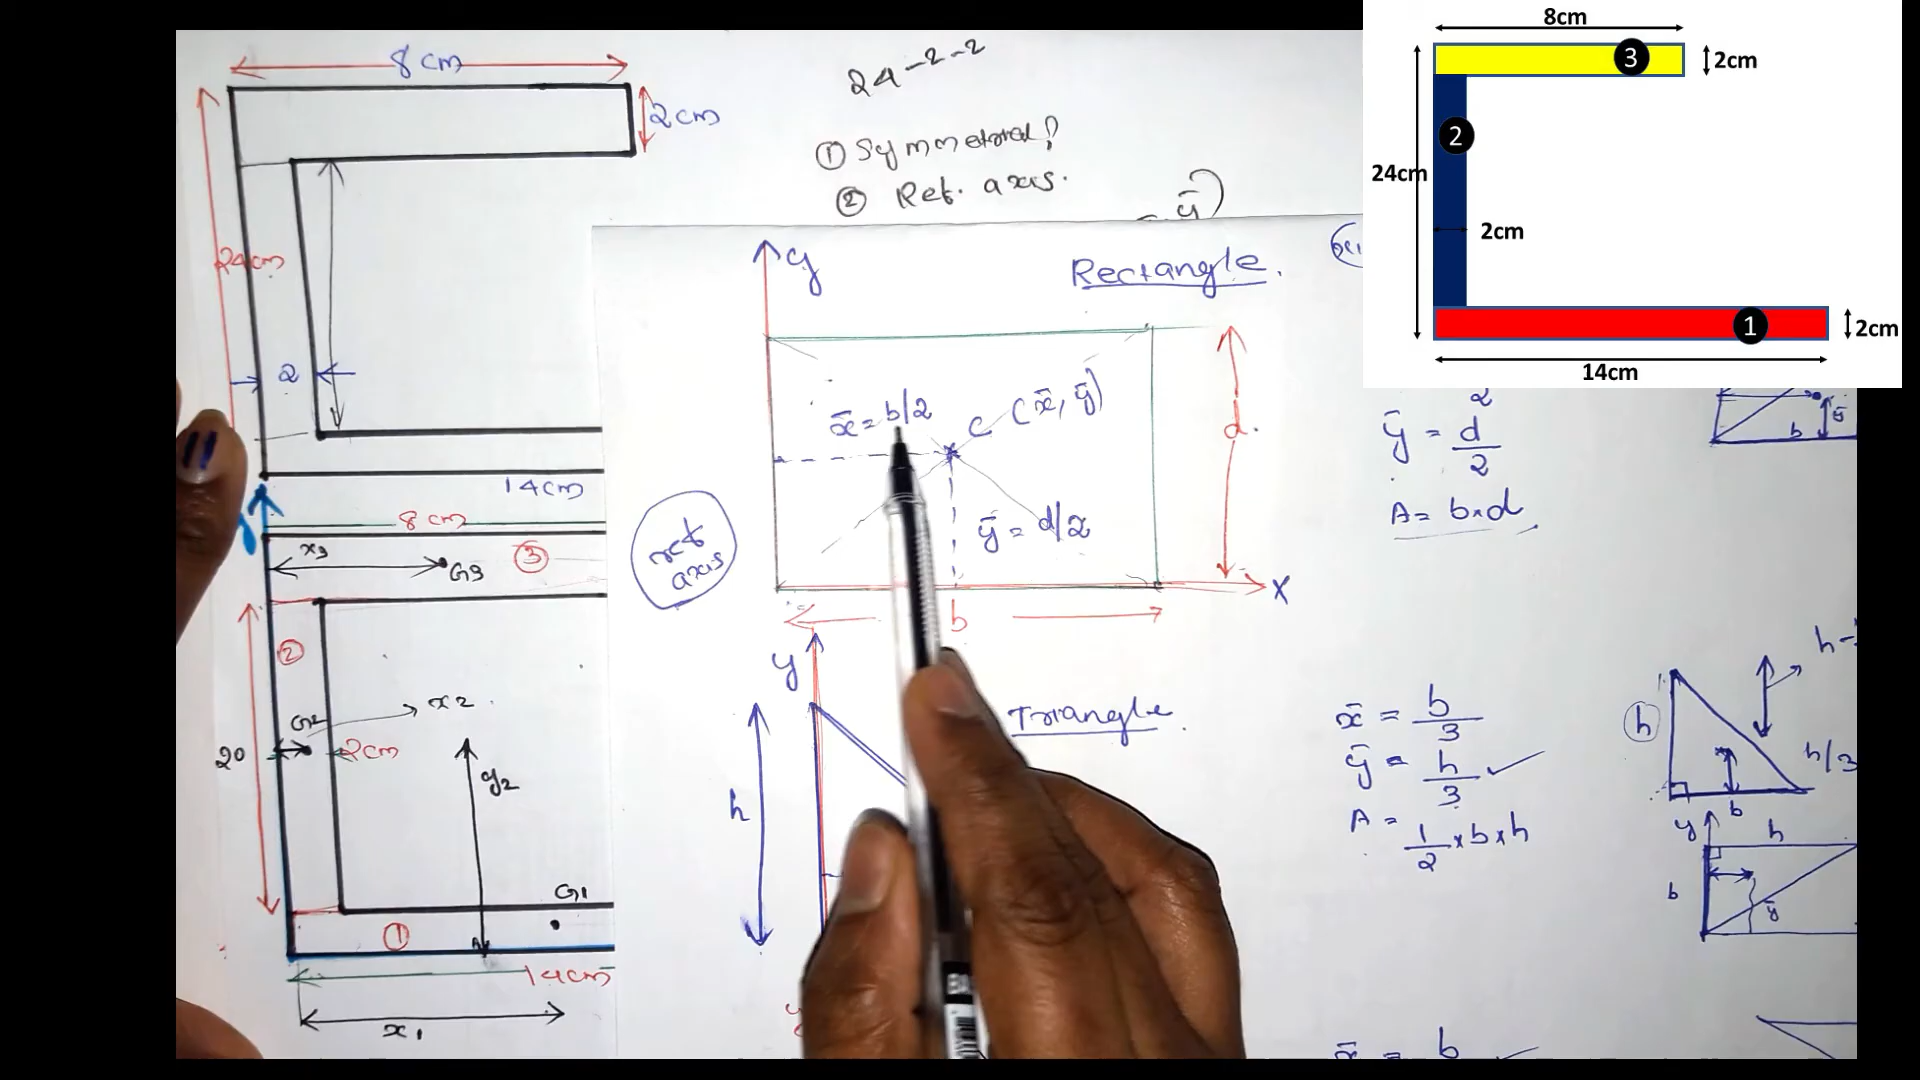 8 cm
2cm
24-2-2
① Symmetrical?
② Ref. axis.
24cm
2
14cm
8 cm
x3
G3
③
②
G2
x2
20
2cm
y2
G1
①
14cm
x1
ȳ)
y
Rectangle.
x̄ = b/2
C (x̄, ȳ)
d.
ȳ = d/2
ref
axis
X
b
y
Triangle
h
8cm
3
2cm
2
24cm
2cm
1
2cm
14cm
2
ȳ = d
2
A = b×d
ȳ
b
x̄ = b
3
ȳ = h
3
A = 1 × b × h
2
h
h/3
b
y
h
b
ȳ
x̄ = b